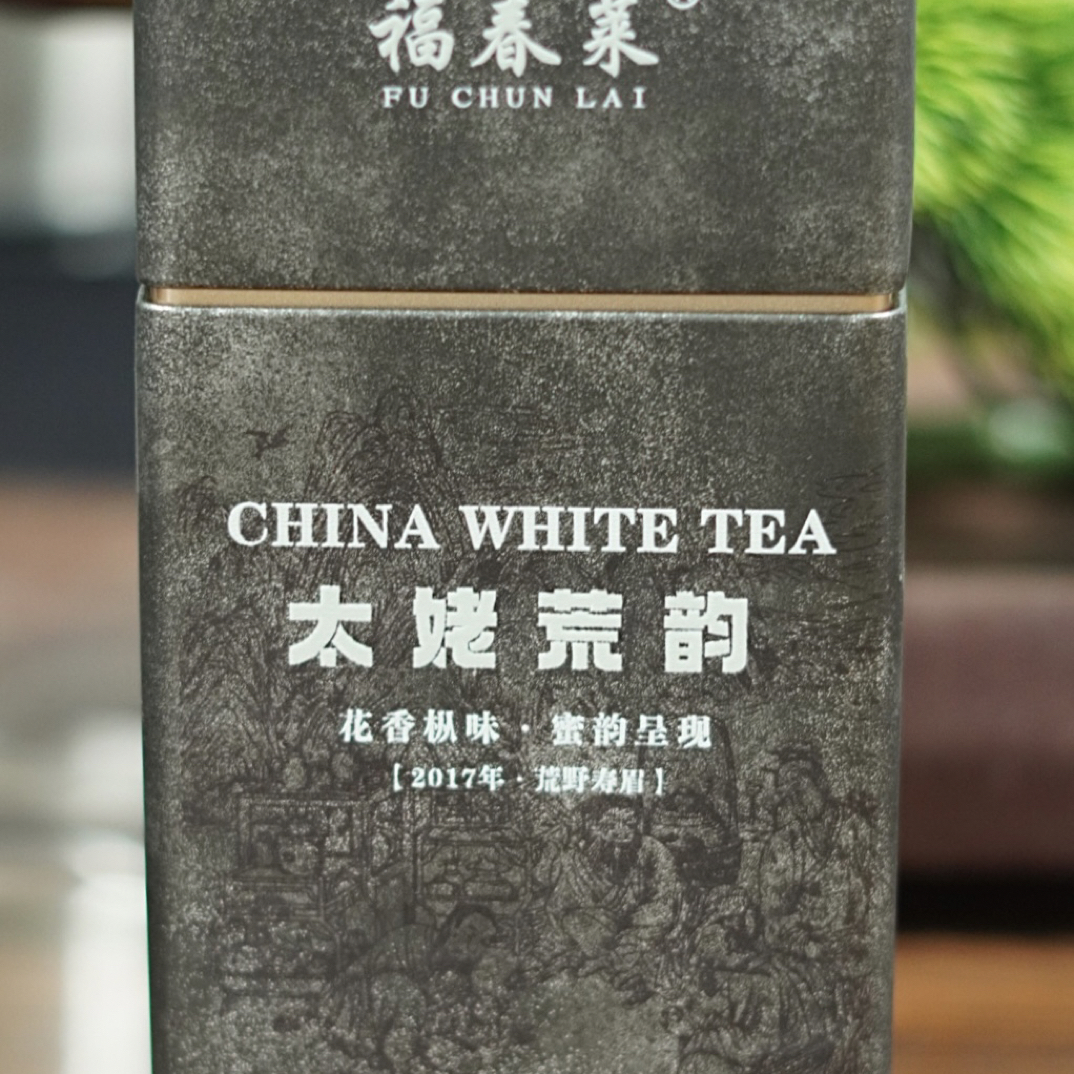 福春莱
FU CHUN LAI
CHINA WHITE TEA
太姥荒韵
花香枞味·蜜韵呈现
[2017年·荒野寿眉]